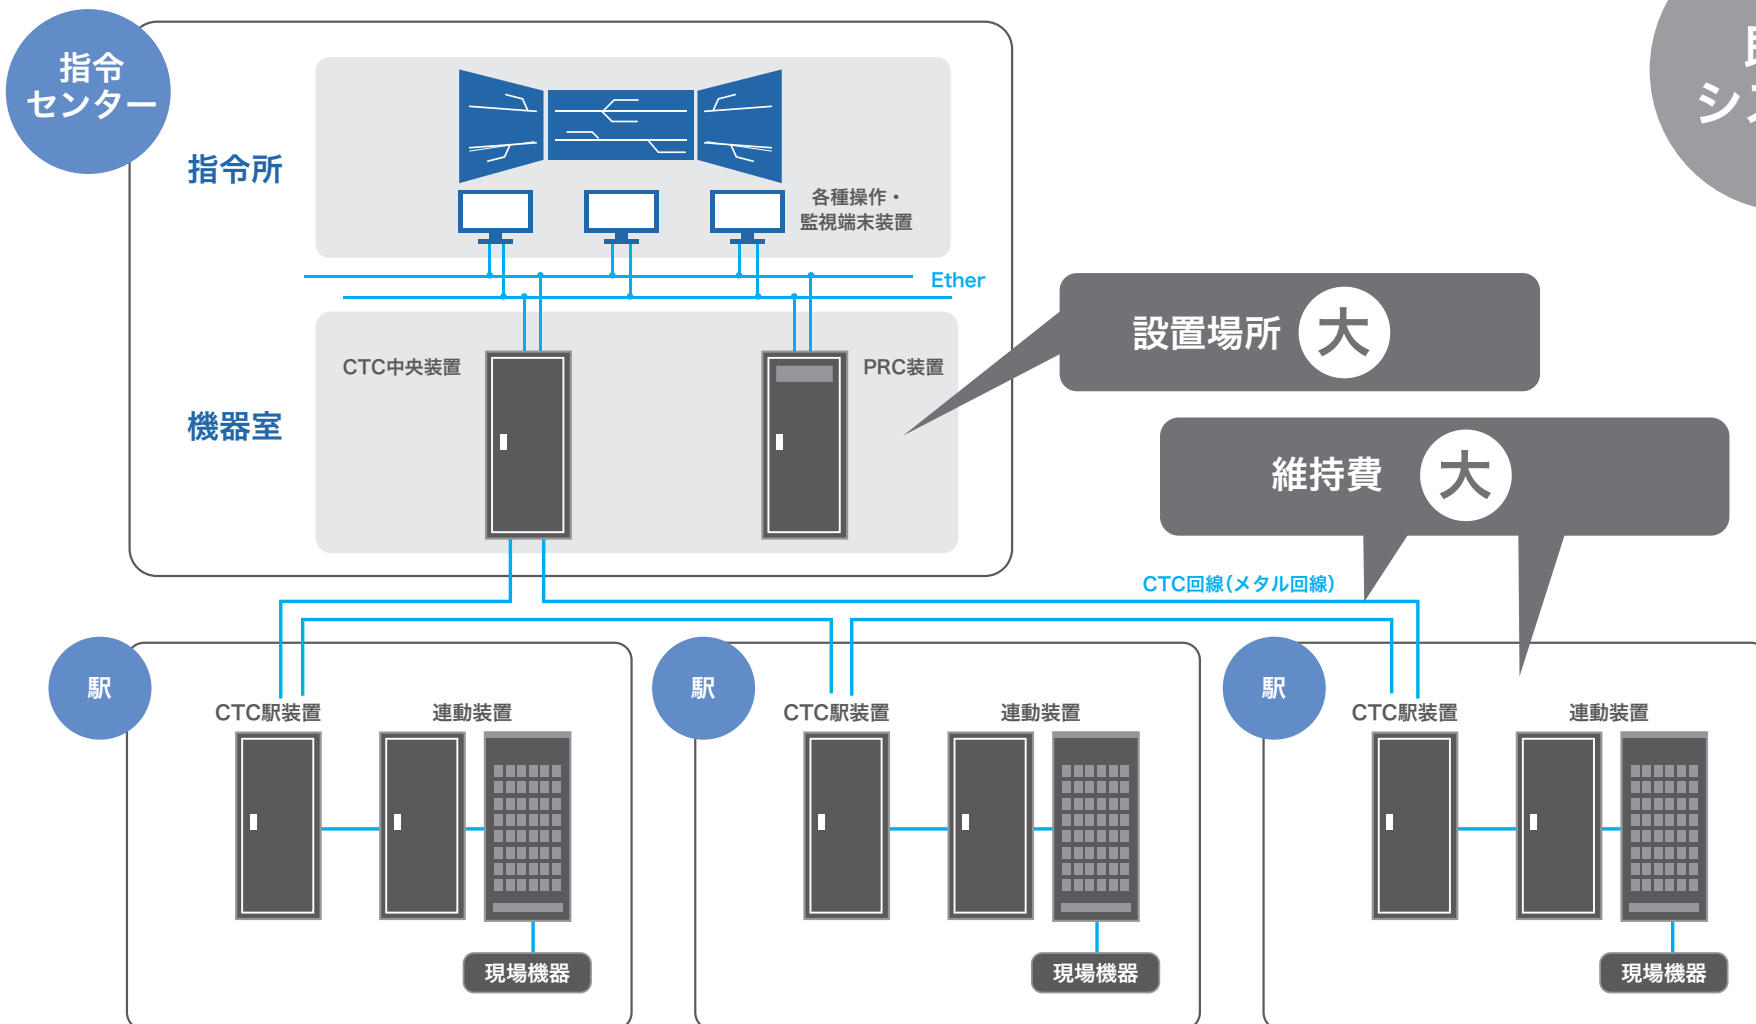 指令
センター
指令所
各種操作・
監視端末装置
Ether
設置場所 大
CTC中央装置
PRC装置
機器室
維持費 大
CTC回線(メタル回線)
駅
CTC駅装置
連動装置
現場機器
駅
CTC駅装置
連動装置
現場機器
駅
CTC駅装置
連動装置
現場機器